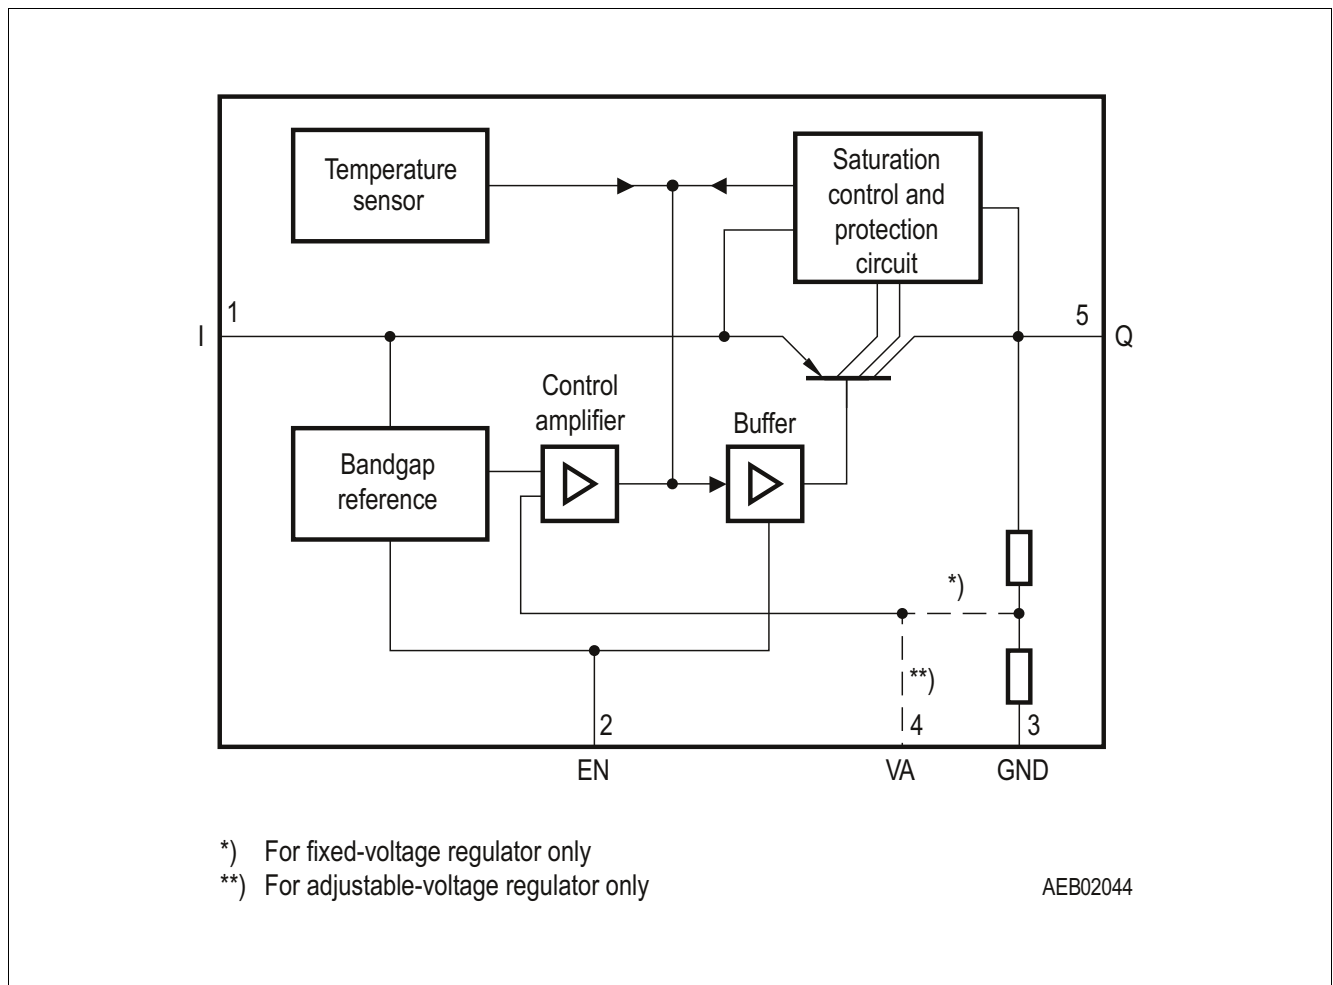 Temperature
sensor
Saturation
control and
protection
circuit
1
5
I
Q
Control
amplifier
Buffer
Bandgap
reference
*)
**)
2
4
3
EN
VA
GND
*) For fixed-voltage regulator only
**) For adjustable-voltage regulator only
AEB02044